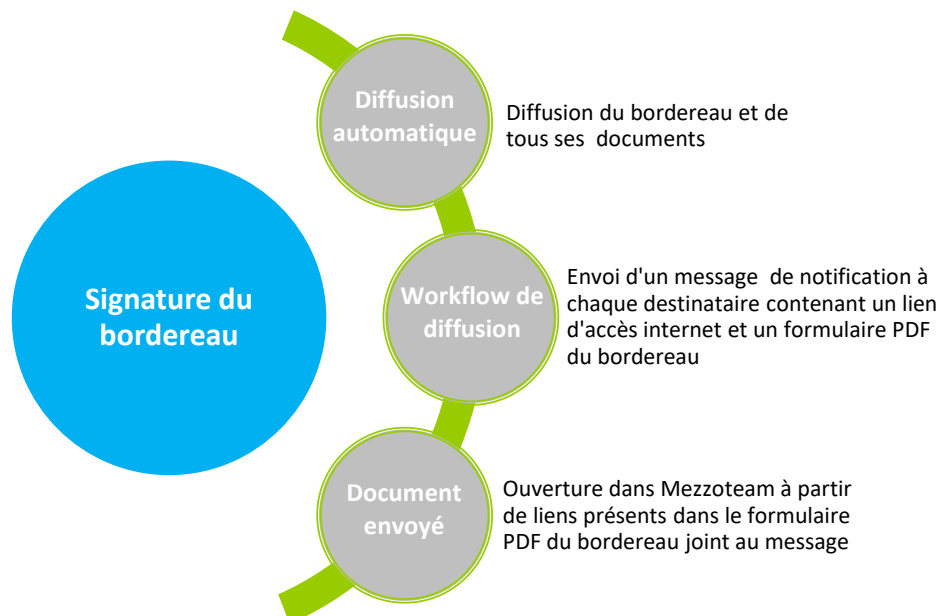 Diffusion
automatique
Diffusion du bordereau et de
tous ses documents
Signature du
bordereau
Workflow de
diffusion
Envoi d'un message de notification à
chaque destinataire contenant un lien
d'accès internet et un formulaire PDF
du bordereau
Document
envoyé
Ouverture dans Mezzoteam à partir
de liens présents dans le formulaire
PDF du bordereau joint au message